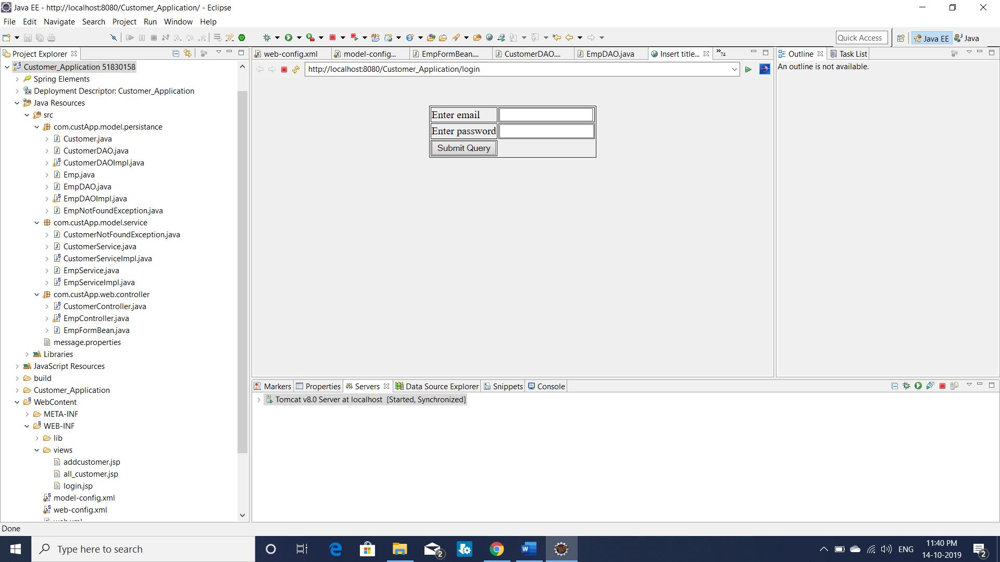 Java EE - http://localhost:8080/Customer_Application/ - Eclipse
File Edit Navigate Search Project Run Window Help
Quick Access Java EE Java
Project Explorer
web-config.xml model-config... EmpFormBean.... CustomerDAO.... EmpDAO.java Insert title... »74
Outline Task List
http://localhost:8080/Customer_Application/login
An outline is not available.
Customer_Application 51830158
Spring Elements
Deployment Descriptor: Customer_Application
Java Resources
src
com.custApp.model.persistance
Customer.java
CustomerDAO.java
CustomerDAOImpl.java
Emp.java
EmpDAO.java
EmpDAOImpl.java
EmpNotFoundException.java
com.custApp.model.service
CustomerNotFoundException.java
CustomerService.java
CustomerServiceImpl.java
EmpService.java
EmpServiceImpl.java
com.custApp.web.controller
CustomerController.java
EmpController.java
EmpFormBean.java
message.properties
Libraries
JavaScript Resources
build
Customer_Application
WebContent
META-INF
WEB-INF
lib
views
addcustomer.jsp
all_customer.jsp
login.jsp
model-config.xml
web-config.xml
Enter email
Enter password
Submit Query
Markers Properties Servers Data Source Explorer Snippets Console
Tomcat v8.0 Server at localhost [Started, Synchronized]
Done
Type here to search
2
ENG
11:40 PM
14-10-2019
2